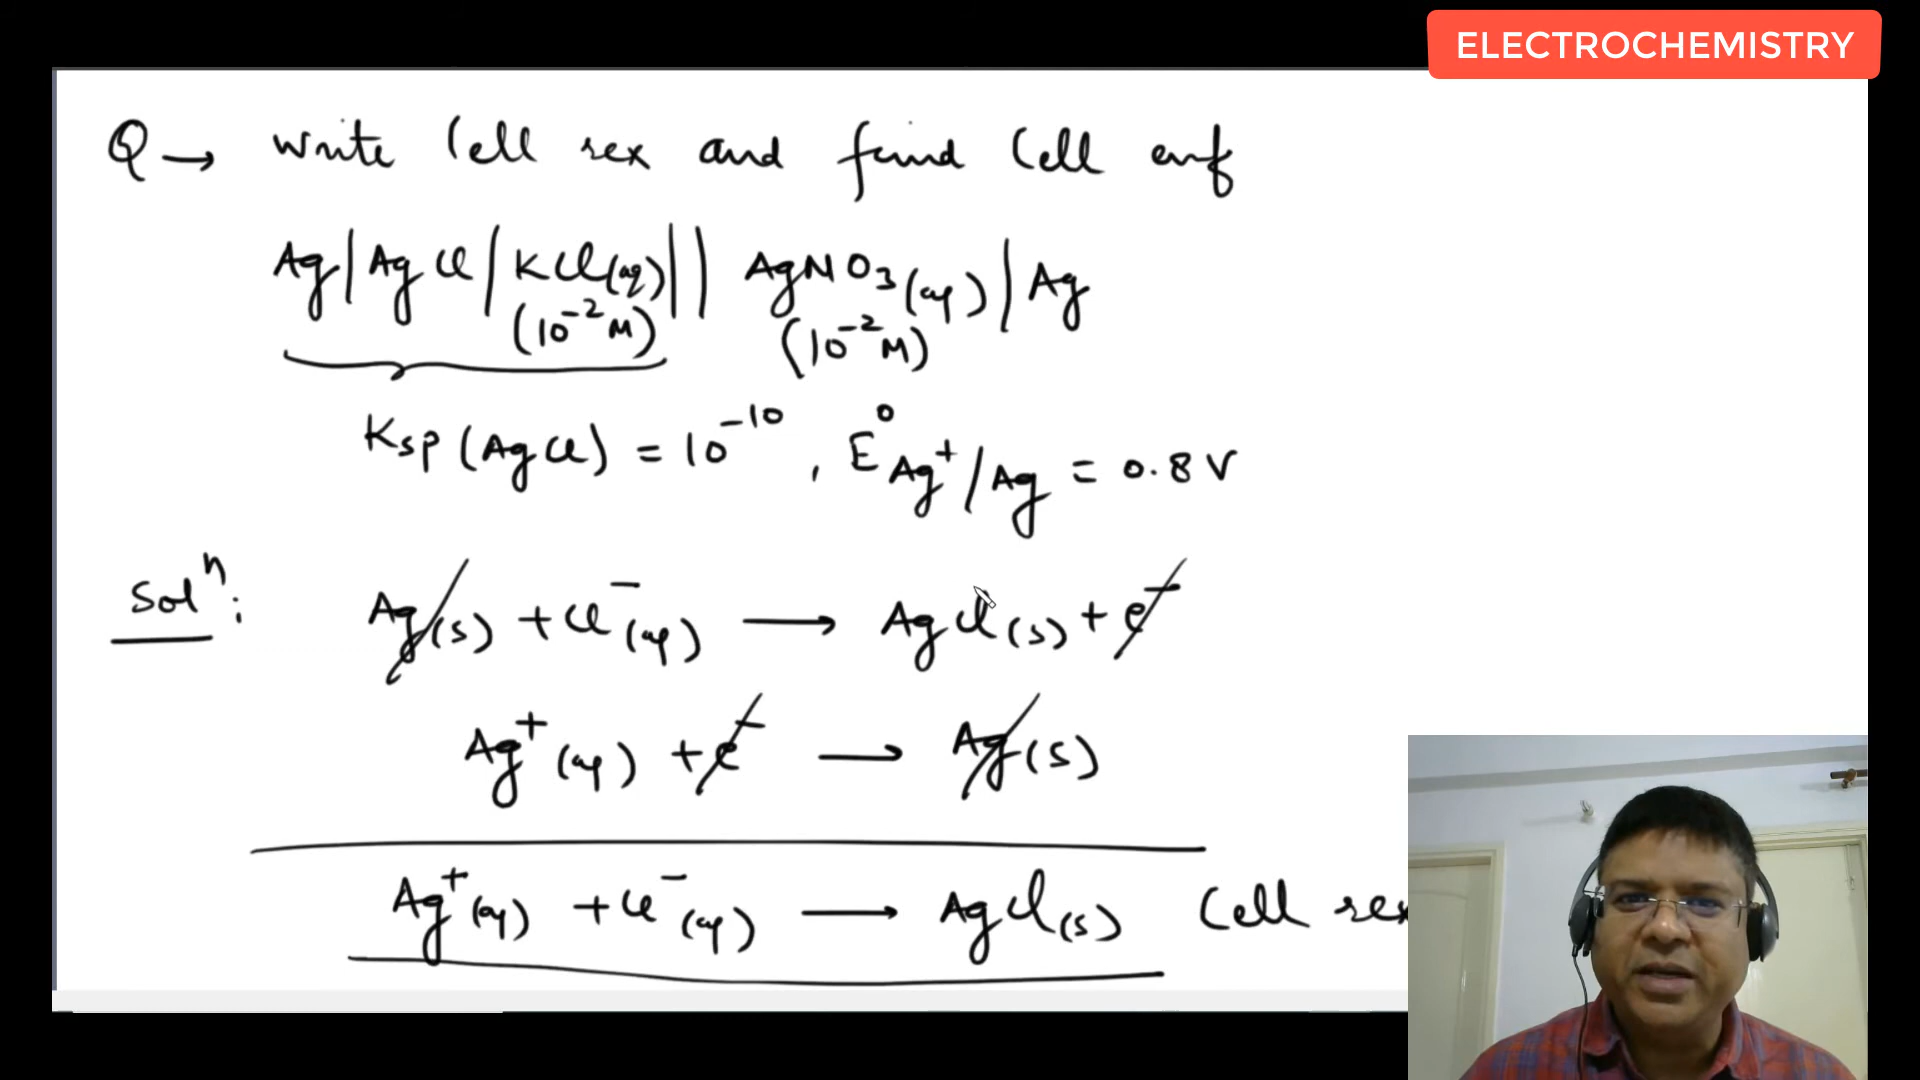 ELECTROCHEMISTRY
Q → write Cell rex and find Cell emf
Ag|AgCl|KCl(aq)||AgNO3(aq)|Ag
(10⁻²M) (10⁻²M)
Ksp(AgCl) = 10⁻¹⁰, E⁰Ag⁺/Ag = 0.8 V
Solⁿ: Ag(s) + Cl⁻(aq) → AgCl(s) + e⁻
Ag⁺(aq) + e⁻ → Ag(s)
Ag⁺(aq) + Cl⁻(aq) → AgCl(s) Cell rex